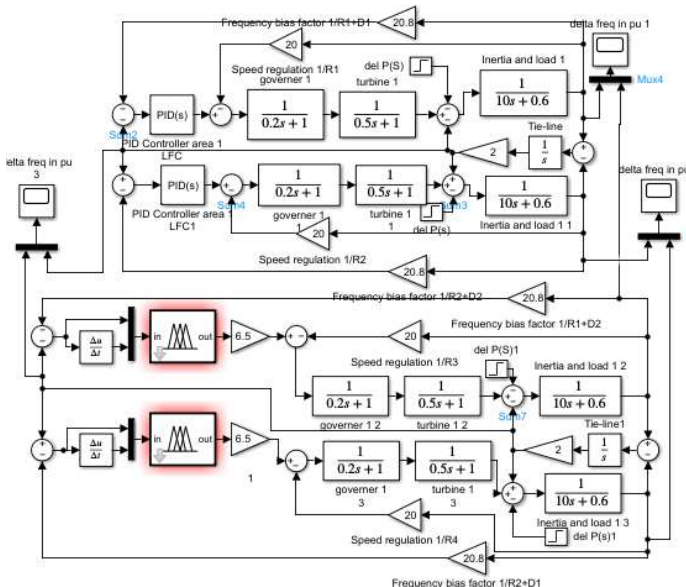 Frequency bias factor 1/R1+D1
20.8
delta freq in pu 1
20
Speed regulation 1/R1
governer 1
turbine 1
del P(S)
Inertia and load 1
Mux4
PID(s)
1
0.2s+1
1
0.5s+1
1
10s+0.6
Sum2
PID Controller area 1
LFC
Tie-line
2
1
s
delta freq in pu
3
delta freq in pu
PID(s)
1
0.2s+1
1
0.5s+1
1
10s+0.6
PID Controller area 1
LFC1
Sum4
governer 1
1
turbine 1
1
Sum3
del P(s)
Inertia and load 1 1
20
Speed regulation 1/R2
20.8
Frequency bias factor 1/R2+D2
20.8
Frequency bias factor 1/R1+D2
Δu
Δt
in
out
6.5
20
Speed regulation 1/R3
del P(S)1
Inertia and load 1 2
1
0.2s+1
1
0.5s+1
1
10s+0.6
governer 1 2
turbine 1 2
Sum7
Tie-line1
2
1
s
Δu
Δt
in
out
6.5
1
1
0.2s+1
1
0.5s+1
1
10s+0.6
governer 1
3
turbine 1
3
Inertia and load 1 3
del P(s)1
20
Speed regulation 1/R4
20.8
Frequency bias factor 1/R2+D1